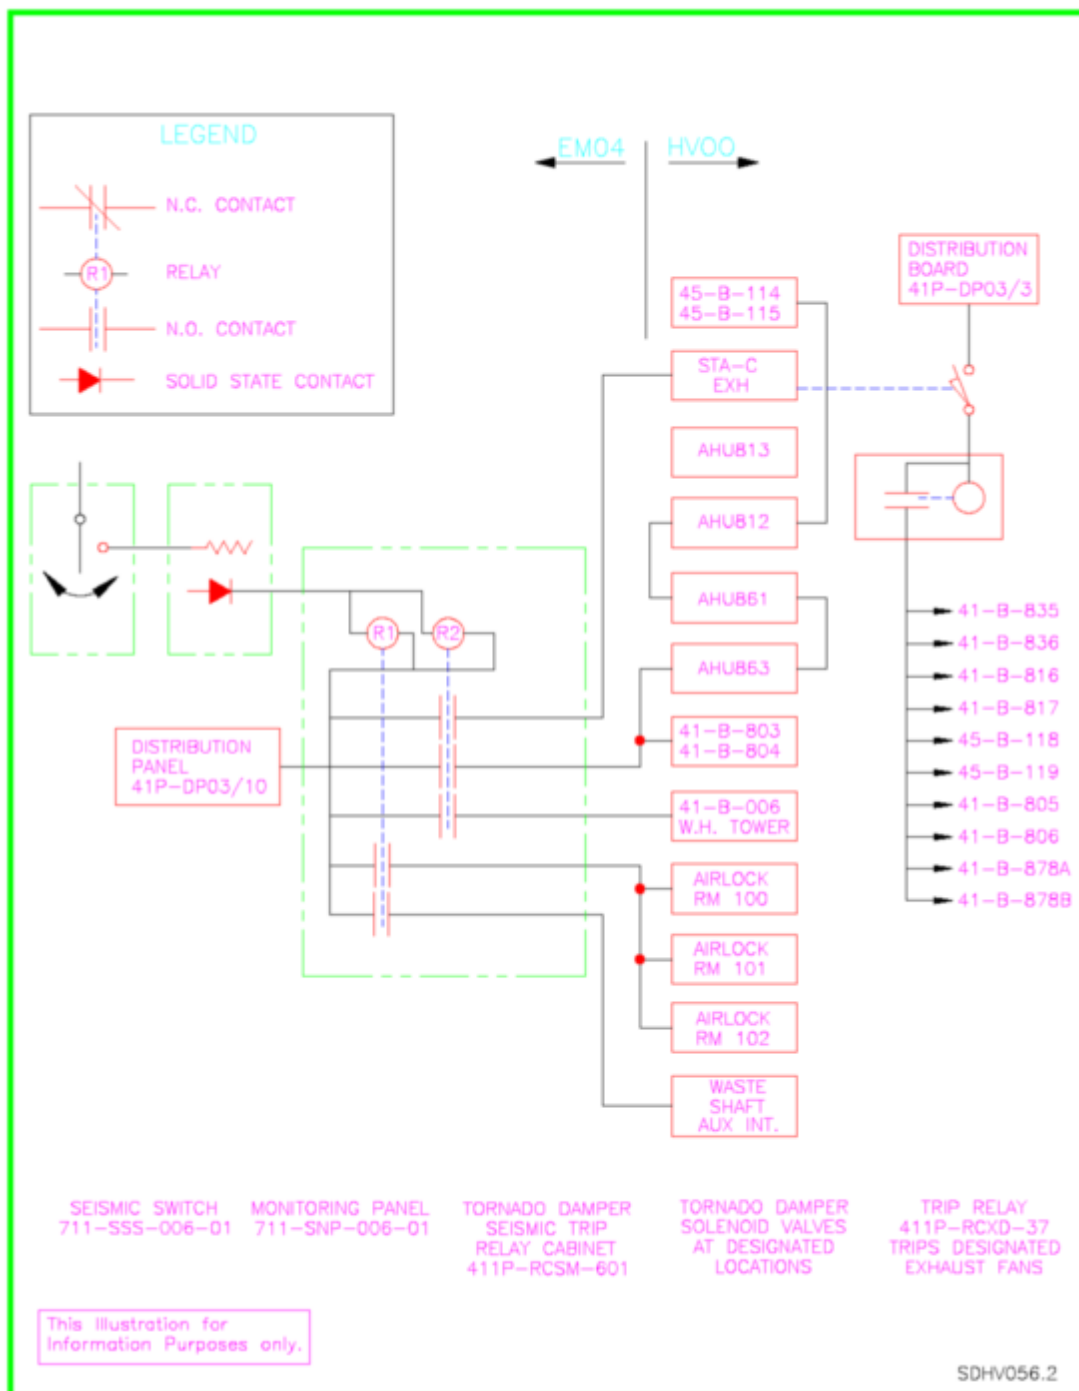 LEGEND
N.C. CONTACT
R1
RELAY
N.O. CONTACT
SOLID STATE CONTACT
EM04
HV00
DISTRIBUTION
BOARD
41P-DP03/3
45-B-114
45-B-115
STA-C
EXH
AHU813
AHU812
AHU861
AHU863
41-B-803
41-B-804
41-B-006
W.H. TOWER
AIRLOCK
RM 100
AIRLOCK
RM 101
AIRLOCK
RM 102
WASTE
SHAFT
AUX INT.
R1
R2
DISTRIBUTION
PANEL
41P-DP03/10
41-B-835
41-B-836
41-B-816
41-B-817
45-B-118
45-B-119
41-B-805
41-B-806
41-B-878A
41-B-878B
SEISMIC SWITCH
711-SSS-006-01
MONITORING PANEL
711-SNP-006-01
TORNADO DAMPER
SEISMIC TRIP
RELAY CABINET
411P-RCSM-601
TORNADO DAMPER
SOLENOID VALVES
AT DESIGNATED
LOCATIONS
TRIP RELAY
411P-RCXD-37
TRIPS DESIGNATED
EXHAUST FANS
This Illustration for
Information Purposes only.
SDHV056.2